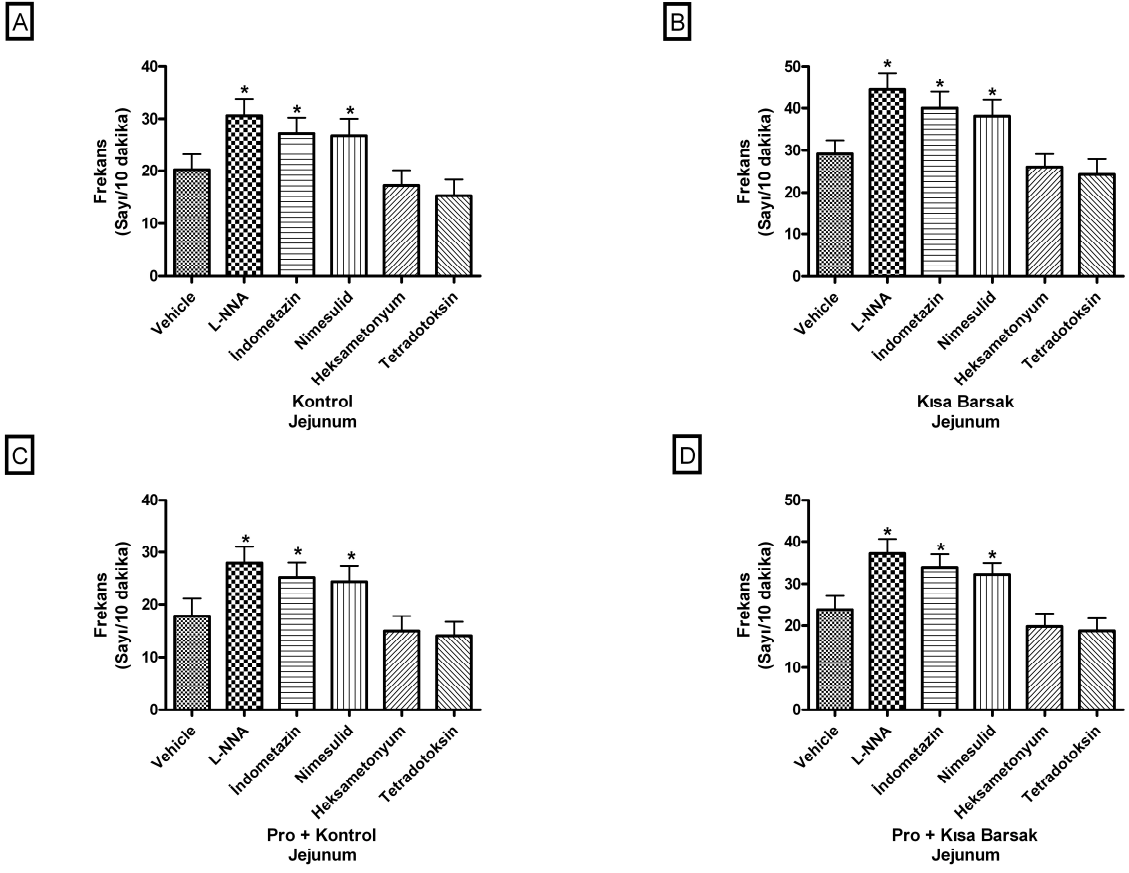 A
Frekans
(Sayı/10 dakika)
40
30
20
10
0
* * *
Vehicle
L-NNA
İndometazin
Nimesulid
Heksametonyum
Tetradotoksin
Kontrol
Jejunum
B
Frekans
(Sayı/10 dakika)
50
40
30
20
10
0
* * *
Vehicle
L-NNA
İndometazin
Nimesulid
Heksametonyum
Tetradotoksin
Kısa Barsak
Jejunum
C
Frekans
(Sayı/10 dakika)
40
30
20
10
0
* * *
Vehicle
L-NNA
İndometazin
Nimesulid
Heksametonyum
Tetradotoksin
Pro + Kontrol
Jejunum
D
Frekans
(Sayı/10 dakika)
50
40
30
20
10
0
* * *
Vehicle
L-NNA
İndometazin
Nimesulid
Heksametonyum
Tetradotoksin
Pro + Kısa Barsak
Jejunum